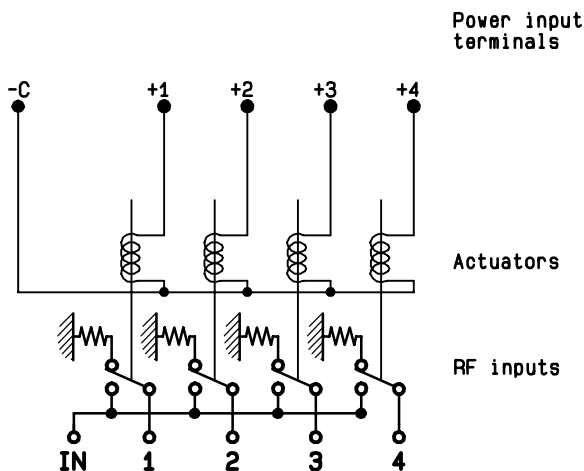 Power input
terminals
-C +1 +2 +3 +4
Actuators
RF inputs
IN 1 2 3 4